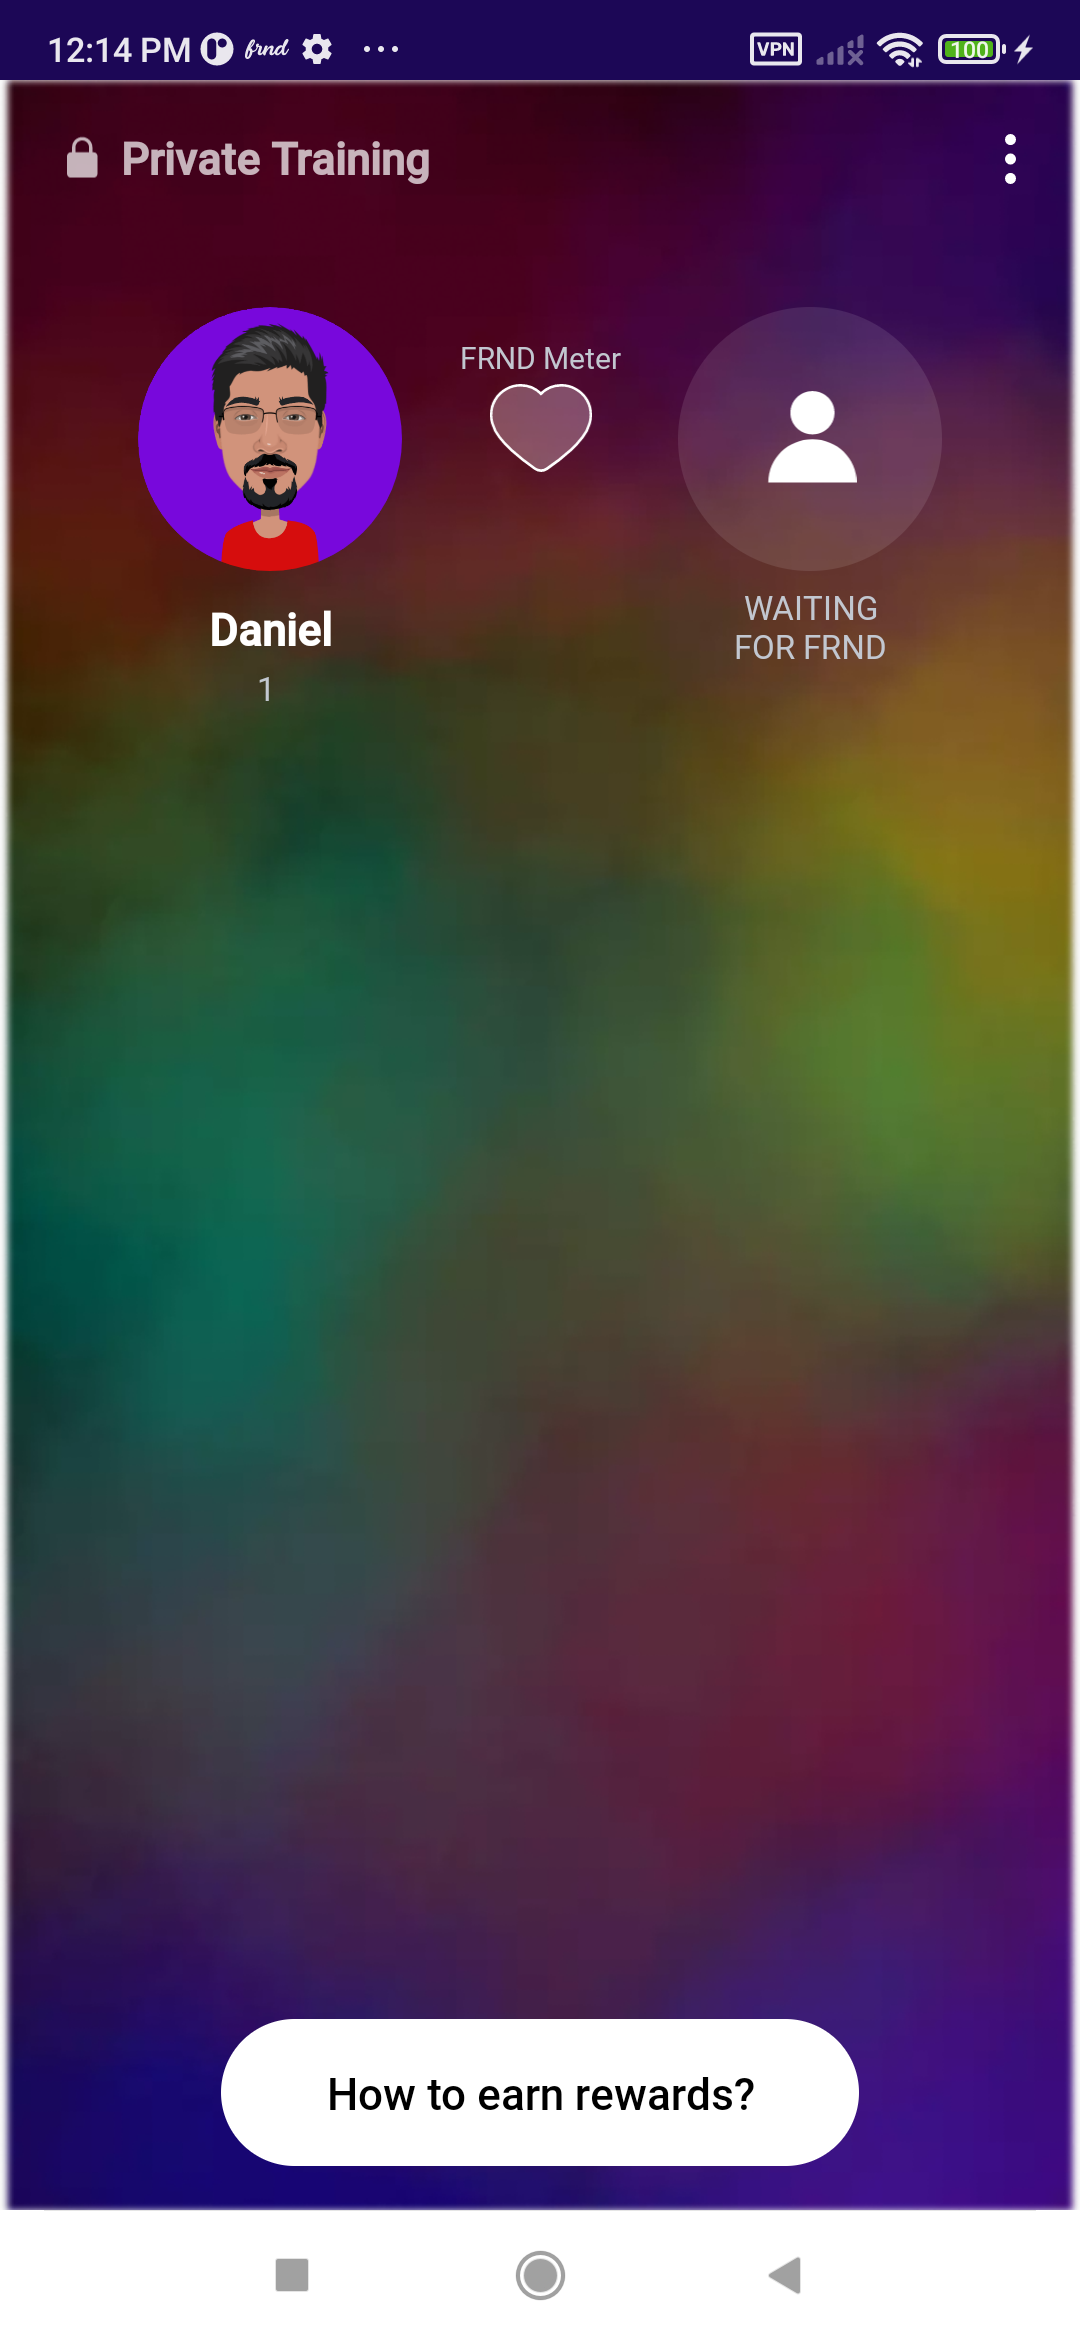 12:14 PM frnd VPN 100
Private Training
FRND Meter
Daniel
1
WAITING
FOR FRND
How to earn rewards?